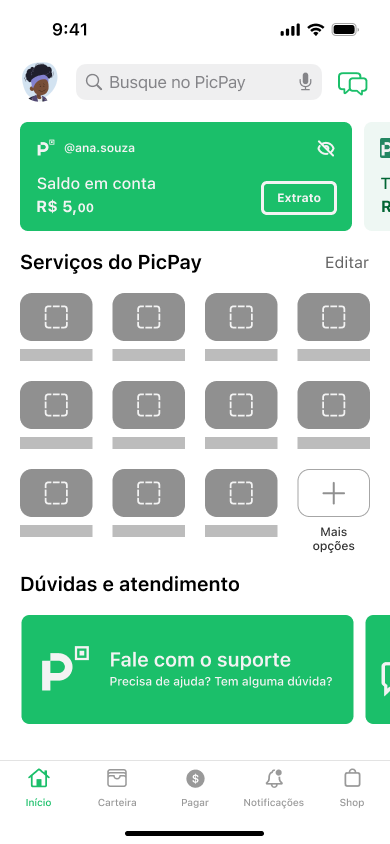 9:41
Busque no PicPay
@ana.souza
Saldo em conta
R$ 5,00
Extrato
Serviços do PicPay
Editar
Mais
opções
Dúvidas e atendimento
Fale com o suporte
Precisa de ajuda? Tem alguma dúvida?
Início
Carteira
Pagar
Notificações
Shop